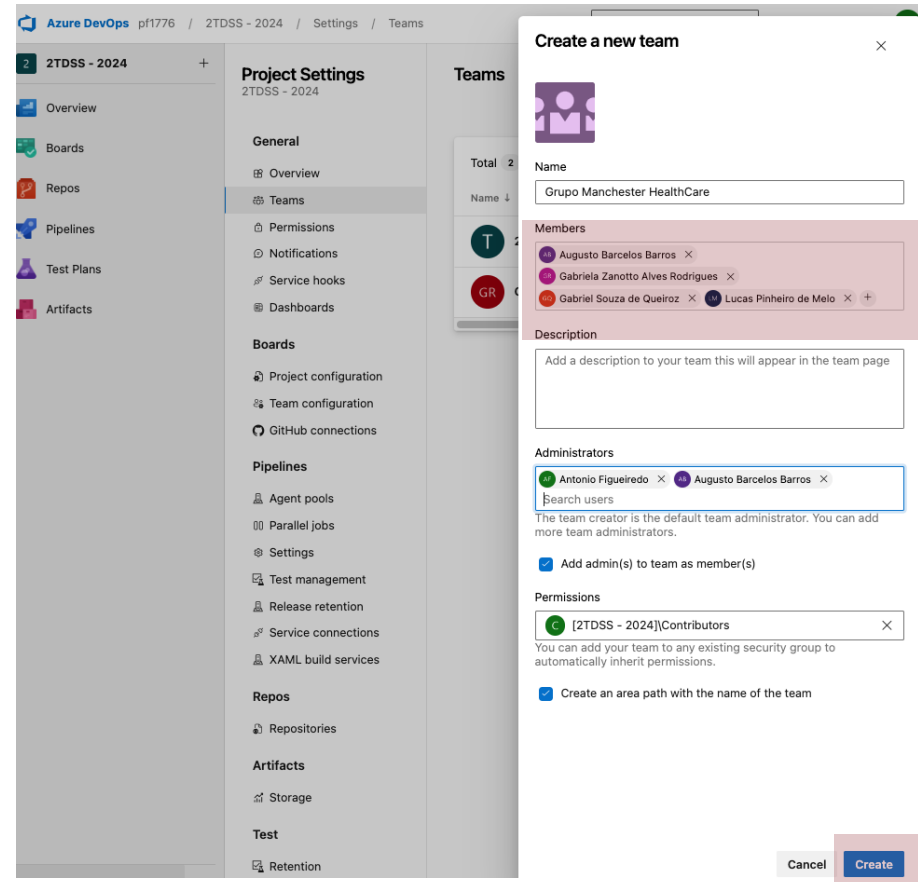 Azure DevOps pf1776 / 2TDSS - 2024 / Settings / Teams
2 2TDSS - 2024 +
Overview
Boards
Repos
Pipelines
Test Plans
Artifacts
Project Settings
2TDSS - 2024
General
Overview
Teams
Permissions
Notifications
Service hooks
Dashboards
Boards
Project configuration
Team configuration
GitHub connections
Pipelines
Agent pools
Parallel jobs
Settings
Test management
Release retention
Service connections
XAML build services
Repos
Repositories
Artifacts
Storage
Test
Retention
Teams
Total 2
Name ↓
T 2
GR
Create a new team
Name
Grupo Manchester HealthCare
Members
AB Augusto Barcelos Barros
GR Gabriela Zanotto Alves Rodrigues
GQ Gabriel Souza de Queiroz LM Lucas Pinheiro de Melo +
Description
Add a description to your team this will appear in the team page
Administrators
AF Antonio Figueiredo AB Augusto Barcelos Barros
Search users
The team creator is the default team administrator. You can add
more team administrators.
Add admin(s) to team as member(s)
Permissions
C [2TDSS - 2024]\Contributors
You can add your team to any existing security group to
automatically inherit permissions.
Create an area path with the name of the team
Cancel Create